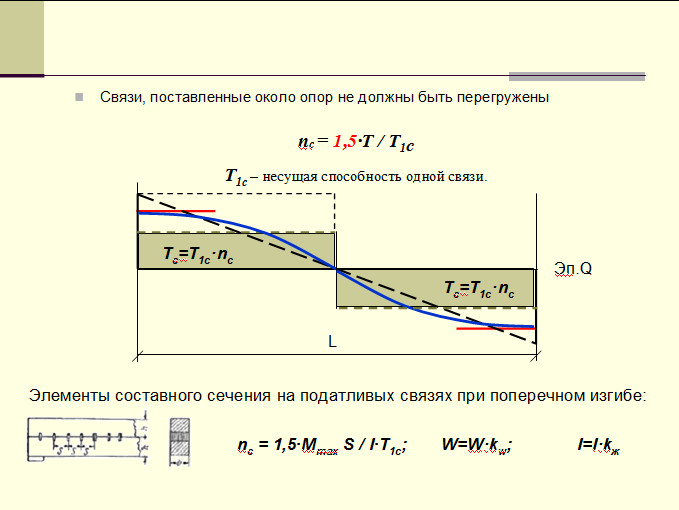 Связи, поставленные около опор не должны быть перегружены
nc = 1,5·T / T1c
T1c – несущая способность одной связи.
Tc=T1c·nc
Эп.Q
Tc=T1c·nc
L
Элементы составного сечения на податливых связях при поперечном изгибе:
nc = 1,5·Mmax S / I·T1c; W=W·kw; I=I·kж